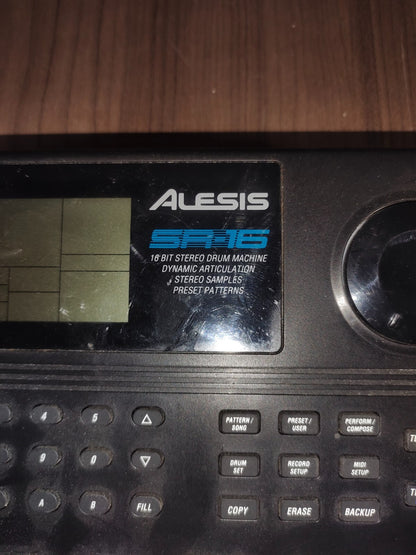 ALESIS
SR-16
16 BIT STEREO DRUM MACHINE
DYNAMIC ARTICULATION
STEREO SAMPLES
PRESET PATTERNS
4 5 PATTERN/SONG PRESET/USER PERFORM/COMPOSE
9 0 DRUM SET RECORD SETUP MIDI SETUP
A B FILL COPY ERASE BACKUP